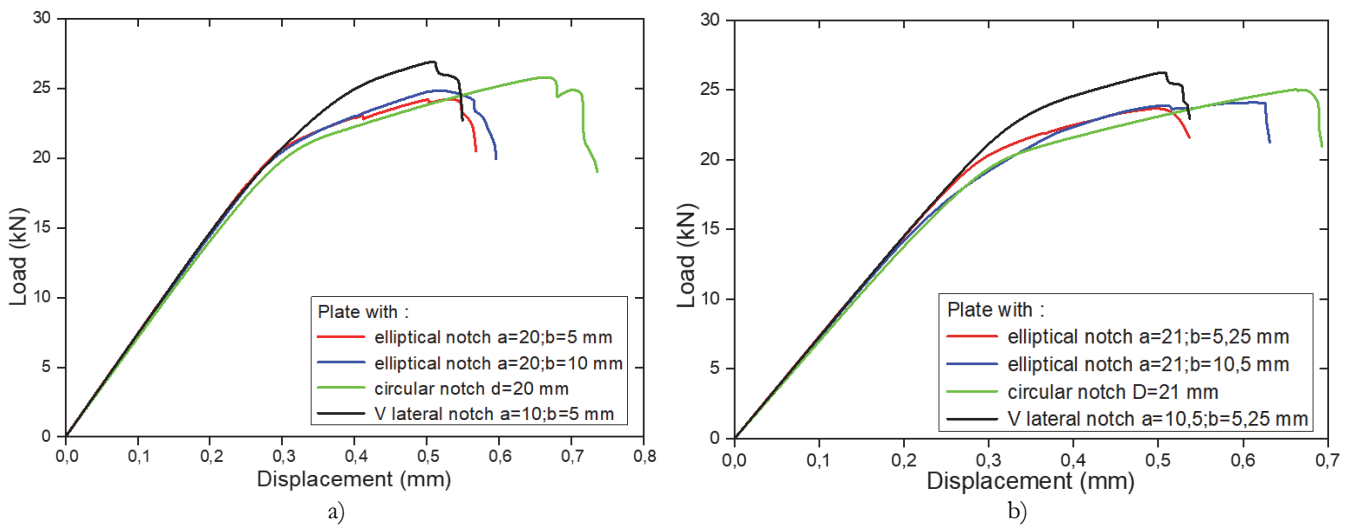 30
25
20
15
10
5
0
Load (kN)
Plate with :
elliptical notch a=20;b=5 mm
elliptical notch a=20;b=10 mm
circular notch d=20 mm
V lateral notch a=10;b=5 mm
0,0 0,1 0,2 0,3 0,4 0,5 0,6 0,7 0,8
Displacement (mm)
a)
30
25
20
15
10
5
0
Load (kN)
Plate with :
elliptical notch a=21;b=5,25 mm
elliptical notch a=21;b=10,5 mm
circular notch D=21 mm
V lateral notch a=10,5;b=5,25 mm
0,0 0,1 0,2 0,3 0,4 0,5 0,6 0,7
Displacement (mm)
b)